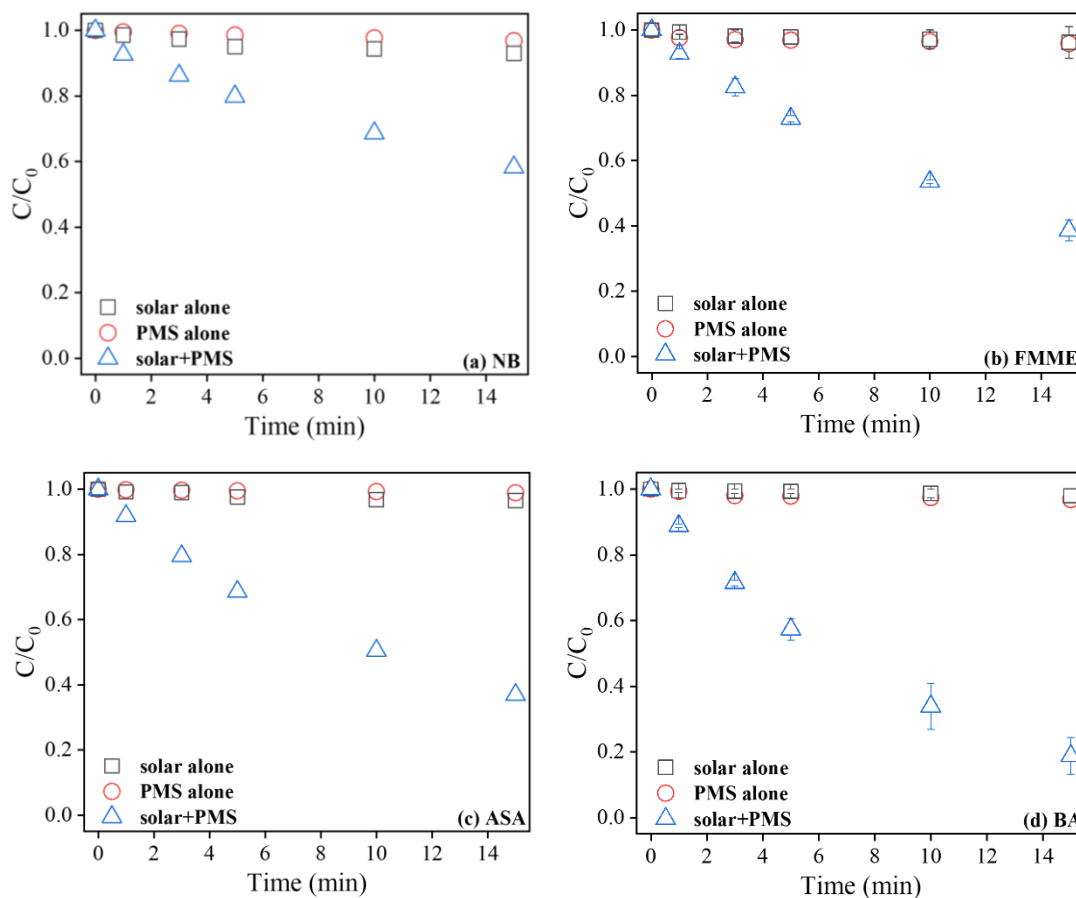 1.0
0.8
0.6
0.4
0.2
0.0
C/C0
solar alone
PMS alone
solar+PMS
(a) NB
0 2 4 6 8 10 12 14
Time (min)
1.0
0.8
0.6
0.4
0.2
0.0
C/C0
solar alone
PMS alone
solar+PMS
(b) FMME
0 2 4 6 8 10 12 14
Time (min)
1.0
0.8
0.6
0.4
0.2
0.0
C/C0
solar alone
PMS alone
solar+PMS
(c) ASA
0 2 4 6 8 10 12 14
Time (min)
1.0
0.8
0.6
0.4
0.2
0.0
C/C0
solar alone
PMS alone
solar+PMS
(d) BA
0 2 4 6 8 10 12 14
Time (min)